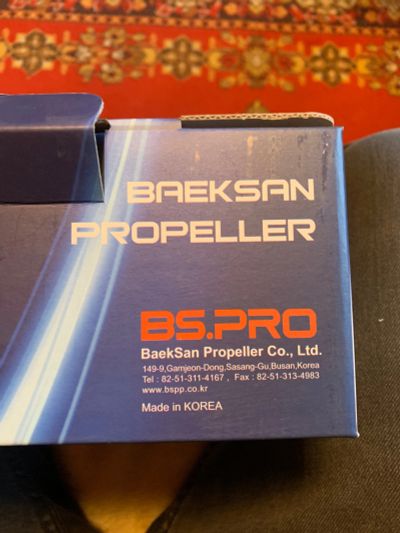 BAEKSAN
PROPELLER
BS.PRO
BaekSan Propeller Co., Ltd.
149-9,Gamjeon-Dong,Sasang-Gu,Busan,Korea
Tel : 82-51-311-4167 , Fax : 82-51-313-4983
www.bspp.co.kr
Made in KOREA